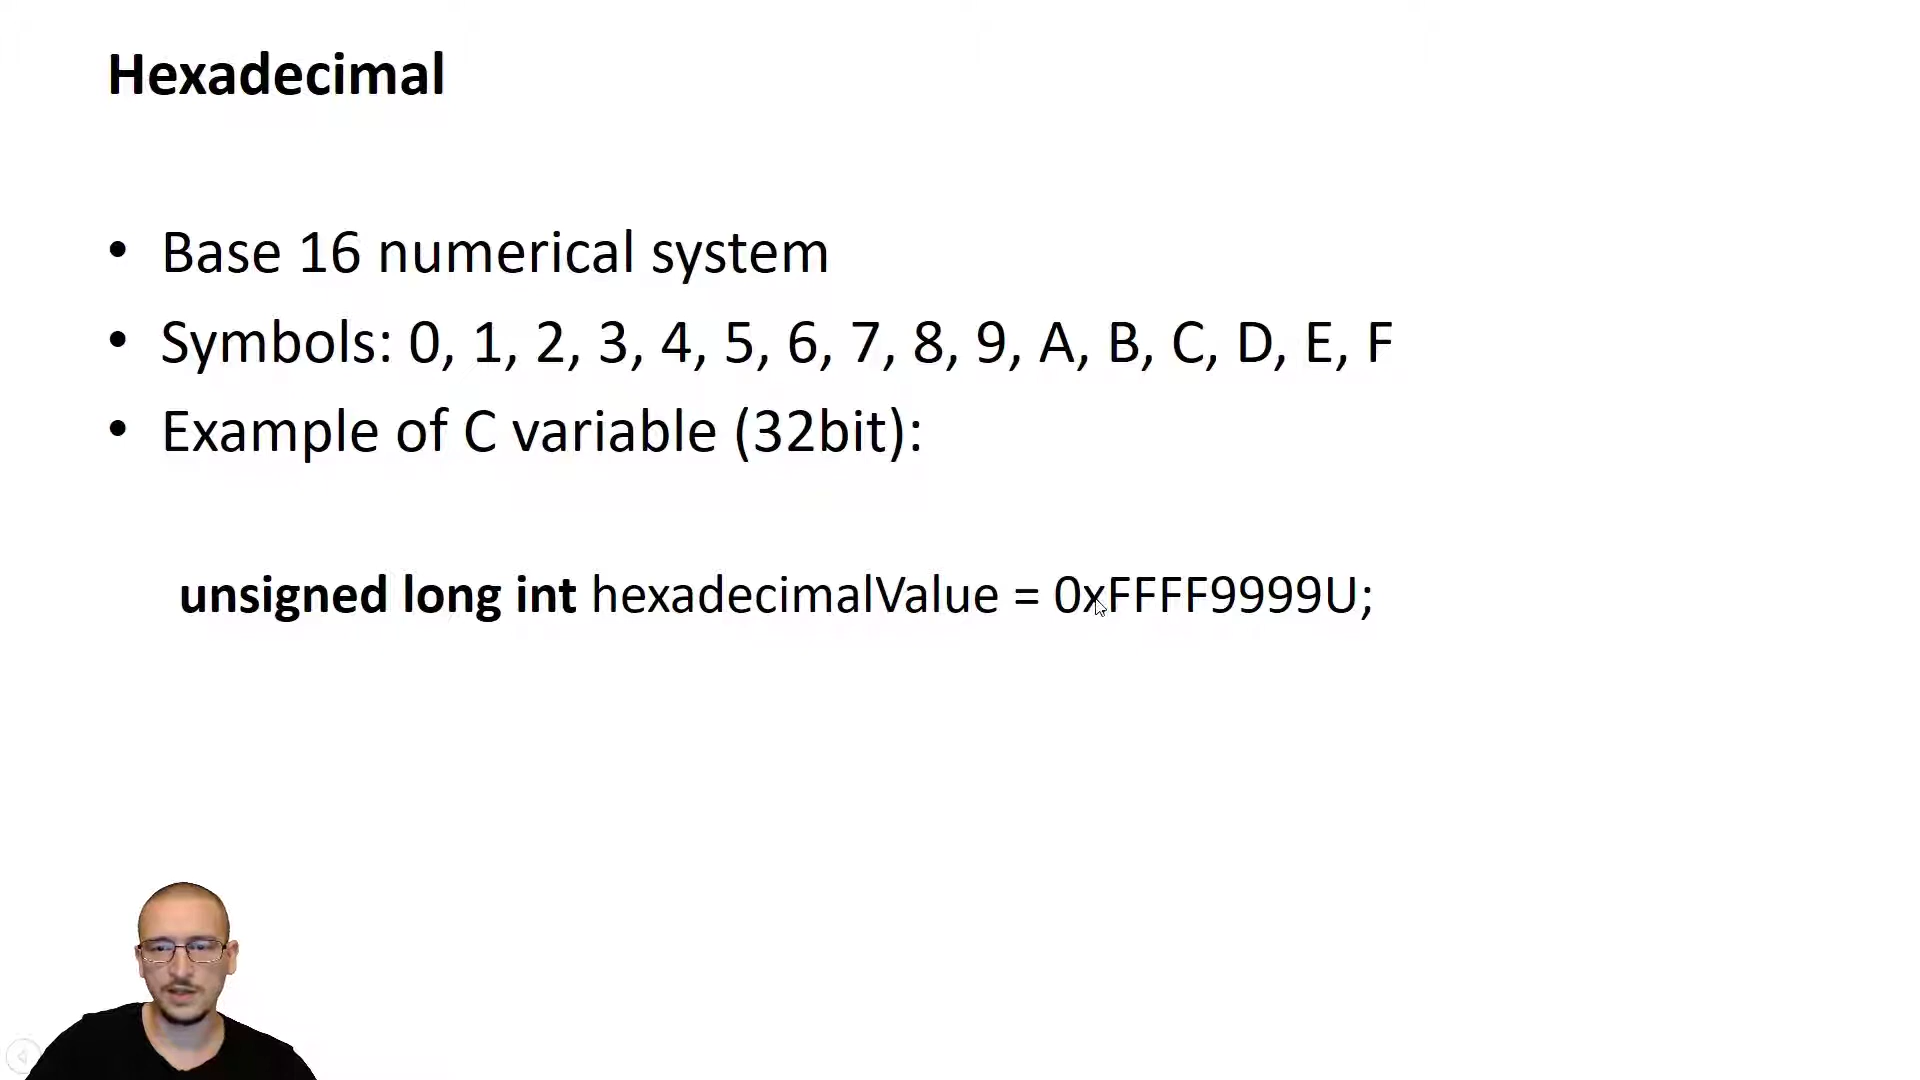 Hexadecimal
• Base 16 numerical system
• Symbols: 0, 1, 2, 3, 4, 5, 6, 7, 8, 9, A, B, C, D, E, F
• Example of C variable (32bit):
unsigned long int hexadecimalValue = 0xFFFF9999U;